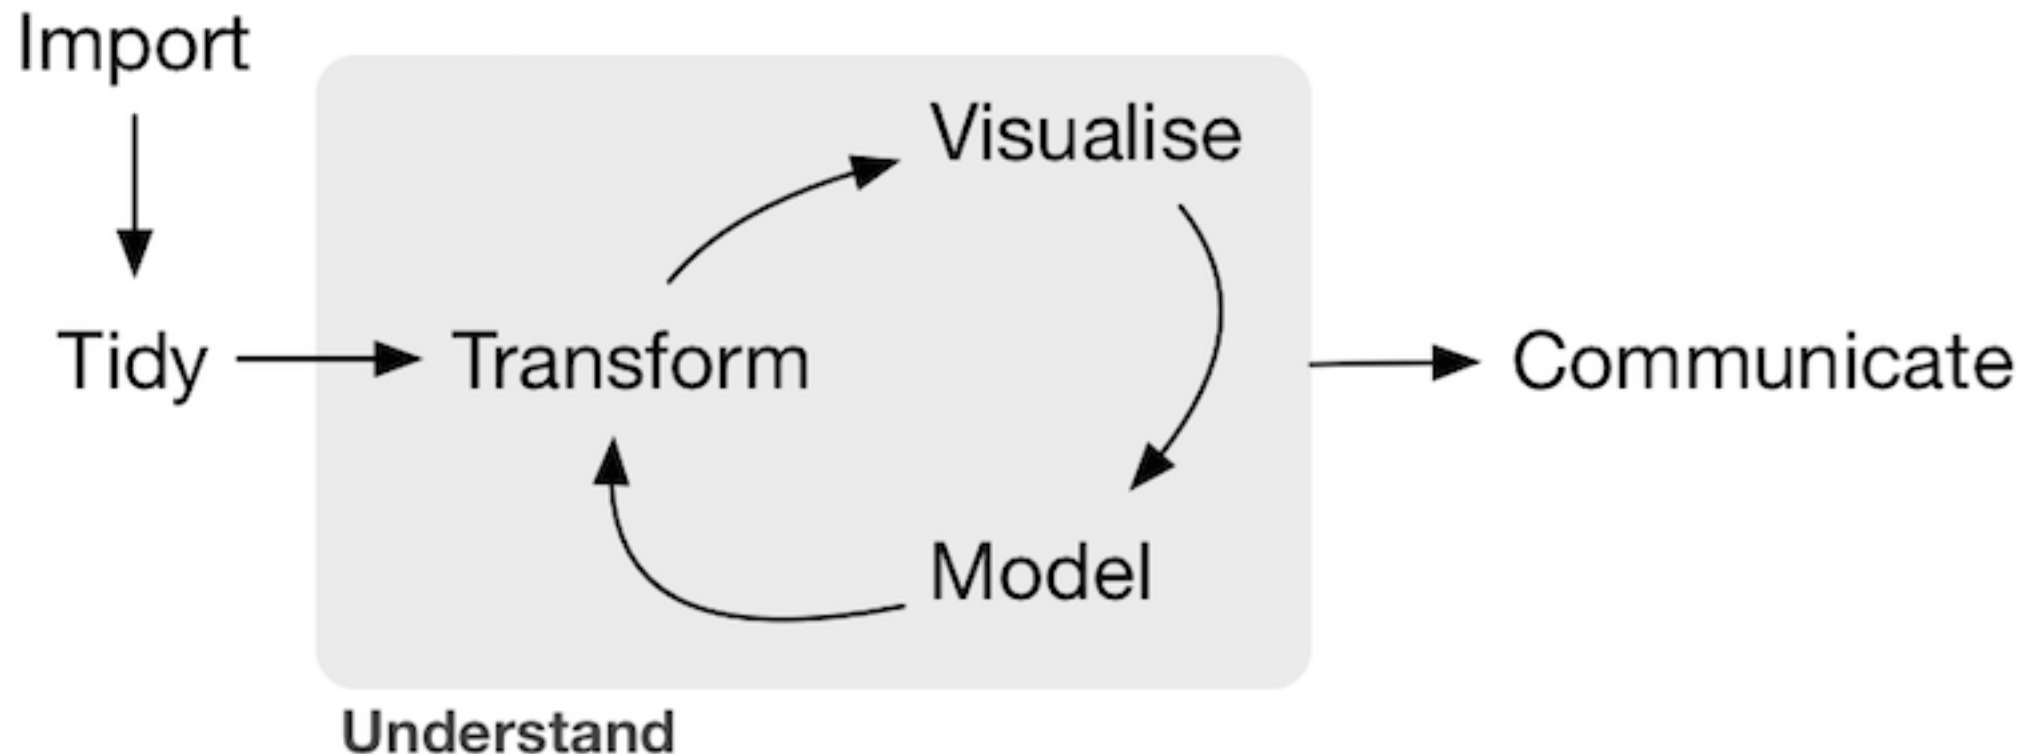 Import
Visualise
Tidy
Transform
Communicate
Model
Understand